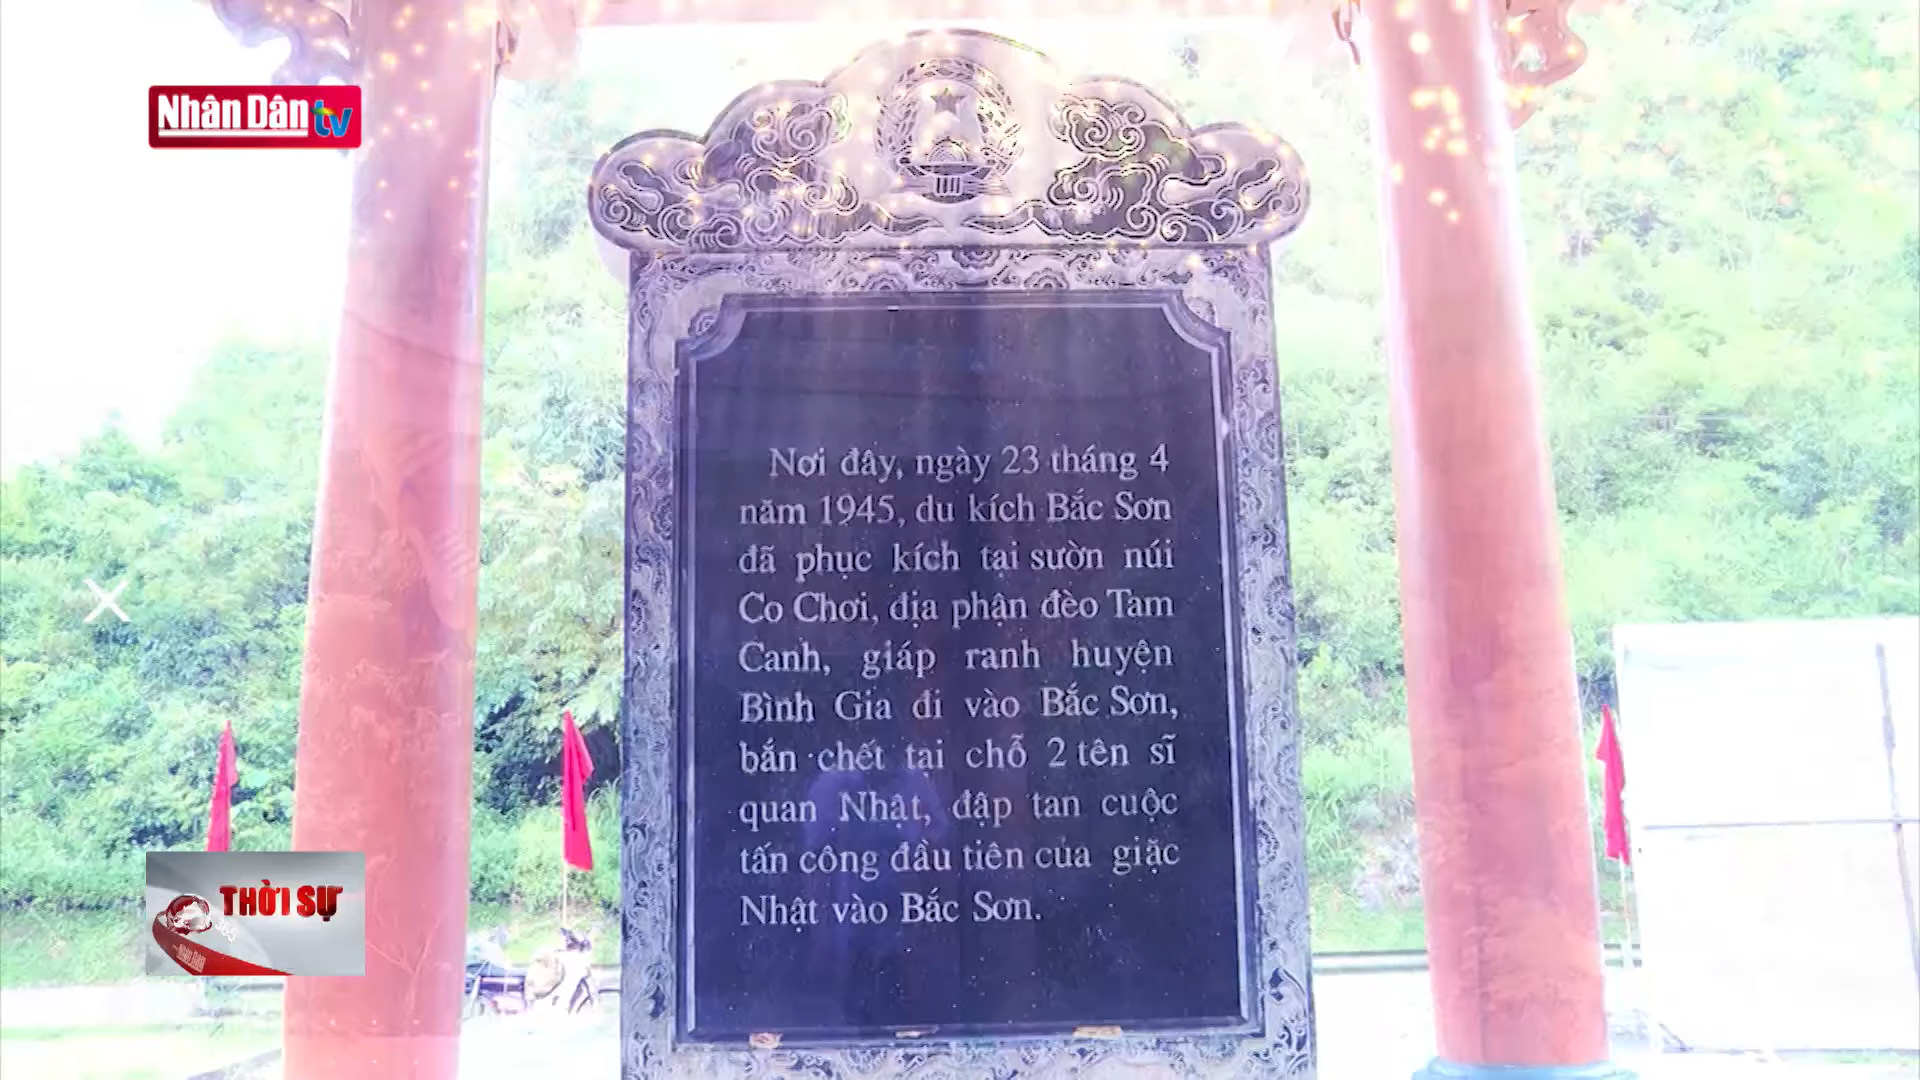 Nhân Dân tv
Nơi đây, ngày 23 tháng 4
năm 1945, du kích Bắc Sơn
đã phục kích tại sườn núi
Co Chơi, địa phận đèo Tam
Canh, giáp ranh huyện
Bình Gia đi vào Bắc Sơn,
bắn chết tại chỗ 2 tên sĩ
quan Nhật, đập tan cuộc
tấn công đầu tiên của giặc
Nhật vào Bắc Sơn.
THỜI SỰ
365
NHÂN DÂN